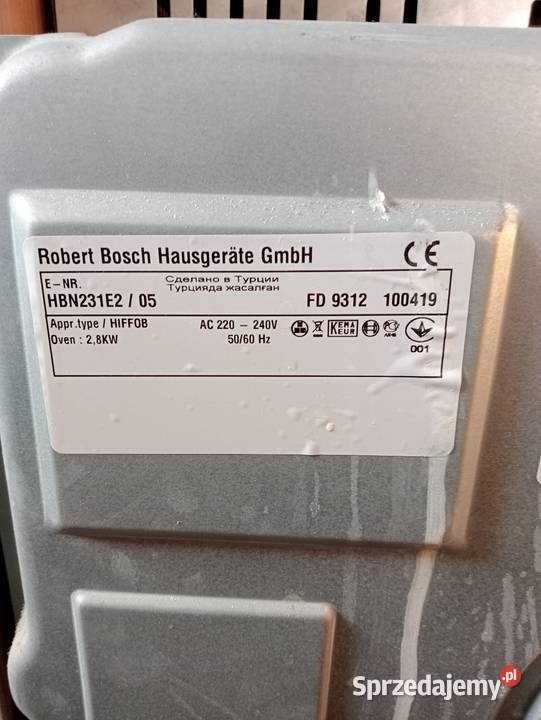 Robert Bosch Hausgeräte GmbH CE
E-NR. Сделано в Турции
Турцияда жасалған
HBN231E2 / 05 FD 9312 100419
Appr.type / HIFFOB AC 220 - 240V KEMA EUR
Oven : 2,8KW 50/60 Hz 001
Sprzedajemy.pl